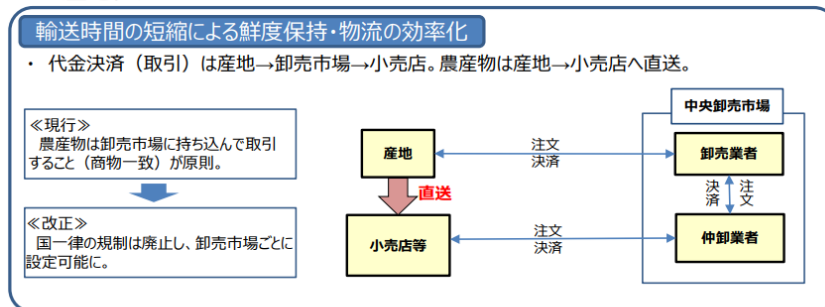 輸送時間の短縮による鮮度保持・物流の効率化
・ 代金決済（取引）は産地→卸売市場→小売店。農産物は産地→小売店へ直送。
≪現行≫
農産物は卸売市場に持ち込んで取引
すること（商物一致）が原則。
≪改正≫
国一律の規制は廃止し、卸売市場ごとに
設定可能に。
産地
直送
小売店等
注文
決済
注文
決済
中央卸売市場
卸売業者
決済
注文
仲卸業者